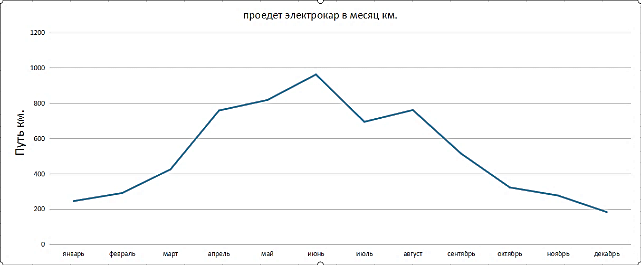 проедет электрокар в месяц км.
1200
1000
800
600
400
200
0
Путь км.
январь февраль март апрель май июнь июль август сентябрь октябрь ноябрь декабрь